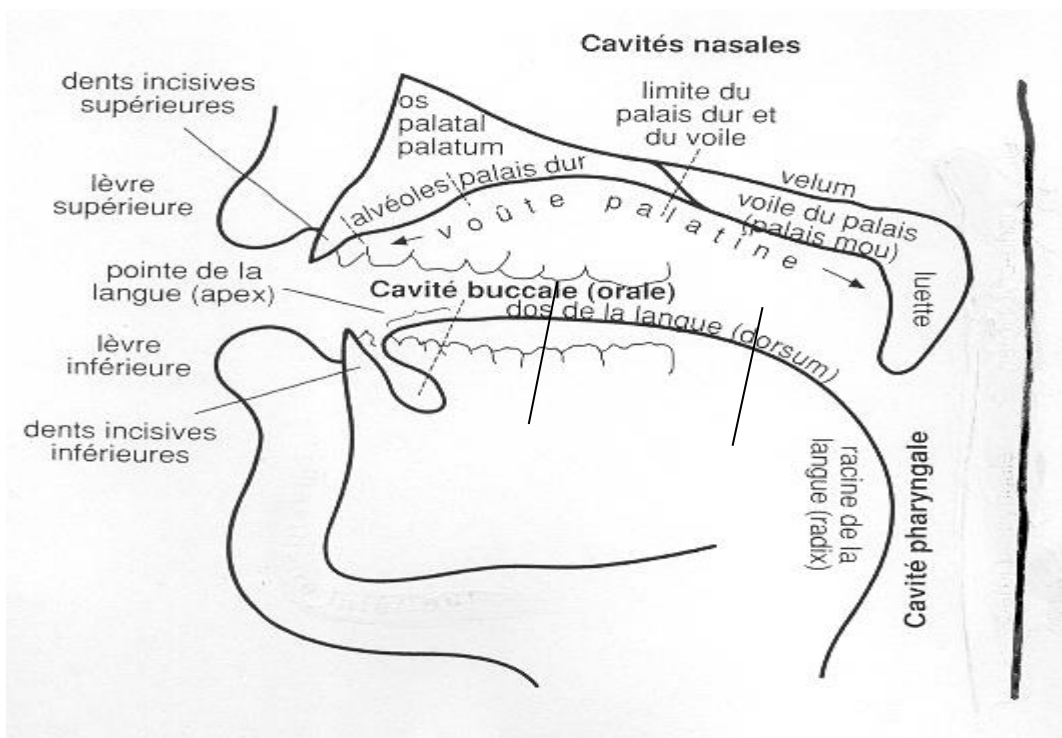 Cavités nasales
dents incisives
supérieures
os
palatal
palatum
limite du
palais dur et
du voile
alvéoles
palais dur
velum
lèvre
supérieure
voile du palais
(palais mou)
voûte palatine
luette
pointe de la
langue (apex)
Cavité buccale (orale)
dos de la langue (dorsum)
lèvre
inférieure
dents incisives
inférieures
racine de la
langue (radix)
Cavité pharyngale